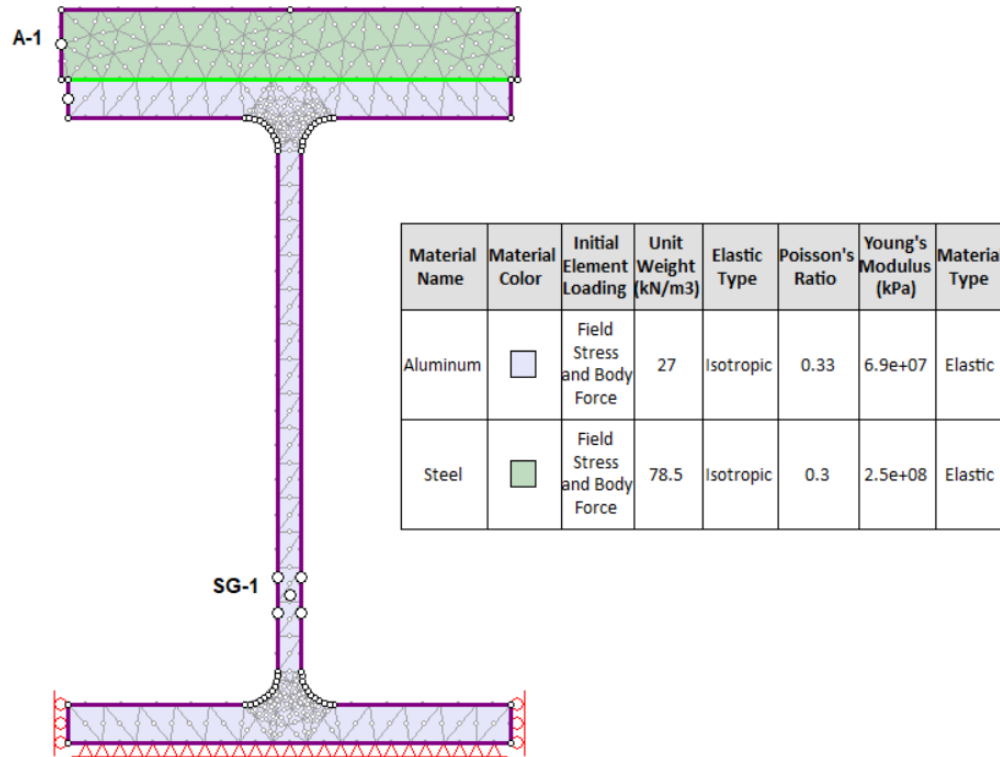 A-1
SG-1
Material Name
Material Color
Initial Element Loading
Unit Weight (kN/m3)
Elastic Type
Poisson's Ratio
Young's Modulus (kPa)
Material Type
Aluminum
Field Stress and Body Force
27
Isotropic
0.33
6.9e+07
Elastic
Steel
Field Stress and Body Force
78.5
Isotropic
0.3
2.5e+08
Elastic